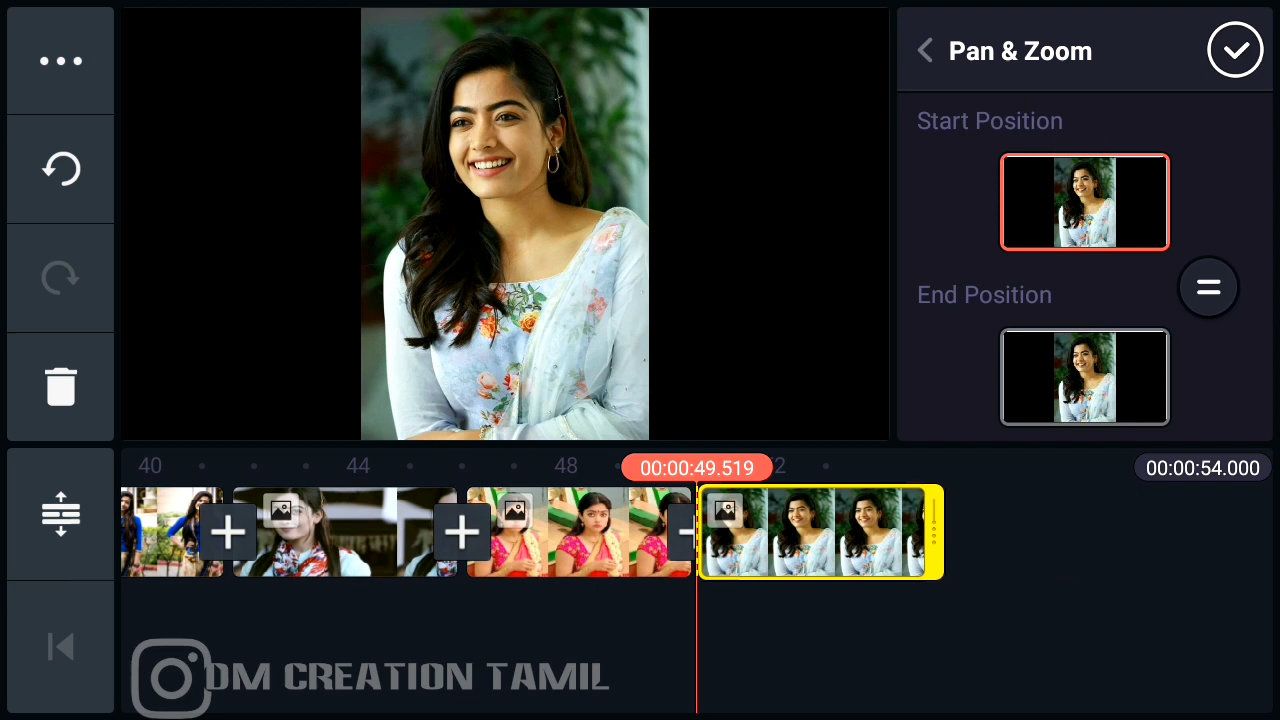 Pan & Zoom
Start Position
End Position
40
44
48
00:00:49.519
2
00:00:54.000
DM CREATION TAMIL